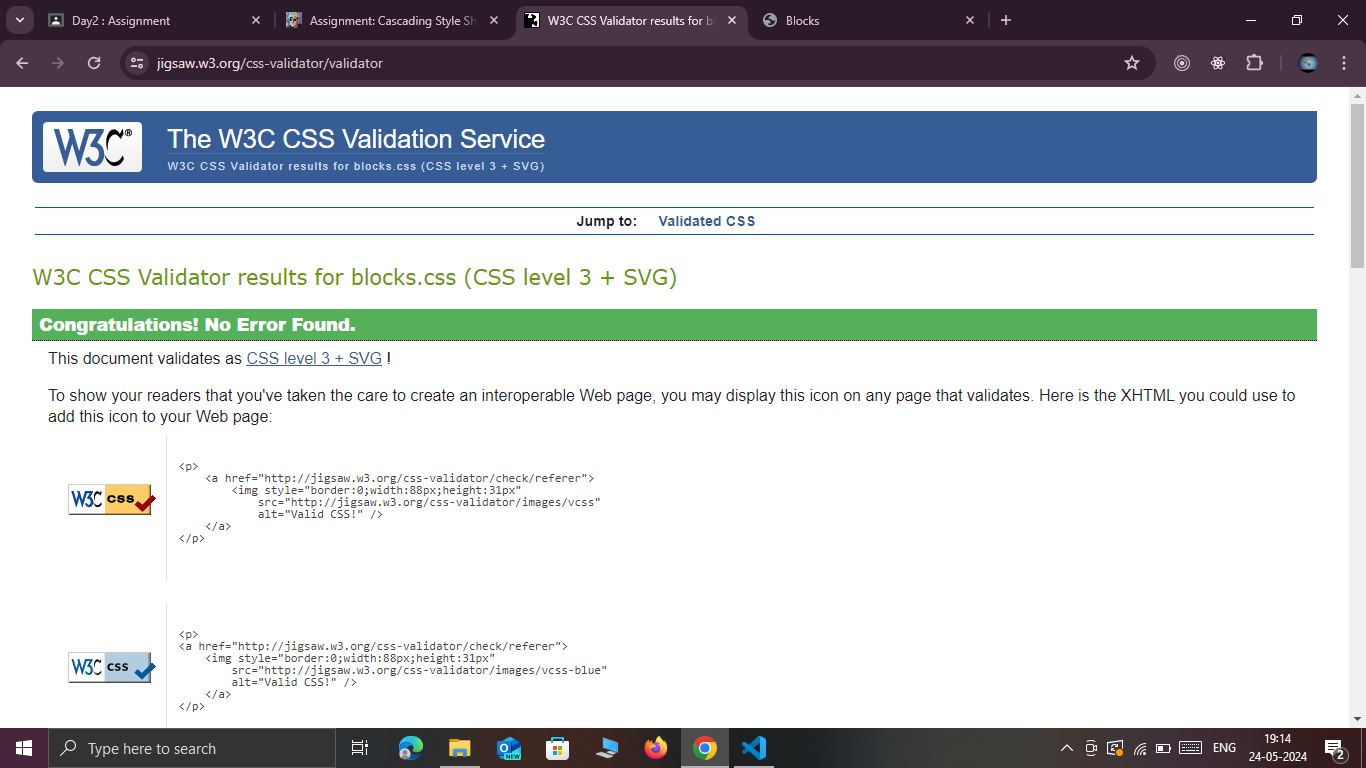 Day2 : Assignment
Assignment: Cascading Style Sh
W3C CSS Validator results for bl
Blocks
jigsaw.w3.org/css-validator/validator
W3C®
The W3C CSS Validation Service
W3C CSS Validator results for blocks.css (CSS level 3 + SVG)
Jump to: Validated CSS
W3C CSS Validator results for blocks.css (CSS level 3 + SVG)
Congratulations! No Error Found.
This document validates as CSS level 3 + SVG !
To show your readers that you've taken the care to create an interoperable Web page, you may display this icon on any page that validates. Here is the XHTML you could use to
add this icon to your Web page:
W3C css
<p>
    <a href="http://jigsaw.w3.org/css-validator/check/referer">
        <img style="border:0;width:88px;height:31px"
            src="http://jigsaw.w3.org/css-validator/images/vcss"
            alt="Valid CSS!" />
    </a>
</p>
W3C css
<p>
<a href="http://jigsaw.w3.org/css-validator/check/referer">
    <img style="border:0;width:88px;height:31px"
        src="http://jigsaw.w3.org/css-validator/images/vcss-blue"
        alt="Valid CSS!" />
    </a>
</p>
Type here to search
NEW
ENG
19:14
24-05-2024
2